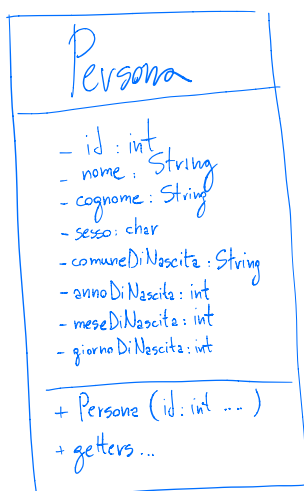 Persona
- id : int
- nome : String
- cognome : String
- sesso : char
- comuneDiNascita : String
- annoDiNascita : int
- meseDiNascita : int
- giornoDiNascita : int
+ Persona (id : int ...)
+ getters...